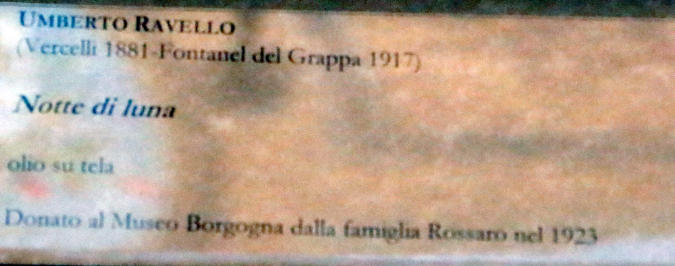 UMBERTO RAVELLO
(Vercelli 1881-Fontanel del Grappa 1917)
Notte di luna
olio su tela
Donato al Museo Borgogna dalla famiglia Rossaro nel 1923